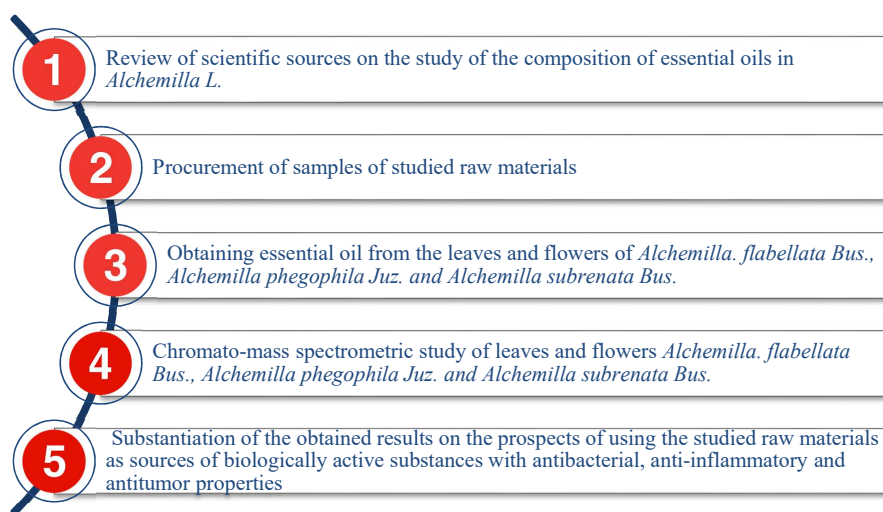 1
Review of scientific sources on the study of the composition of essential oils in
Alchemilla L.
2
Procurement of samples of studied raw materials
3
Obtaining essential oil from the leaves and flowers of Alchemilla. flabellata Bus.,
Alchemilla phegophila Juz. and Alchemilla subrenata Bus.
4
Chromato-mass spectrometric study of leaves and flowers Alchemilla. flabellata
Bus., Alchemilla phegophila Juz. and Alchemilla subrenata Bus.
5
Substantiation of the obtained results on the prospects of using the studied raw materials
as sources of biologically active substances with antibacterial, anti-inflammatory and
antitumor properties